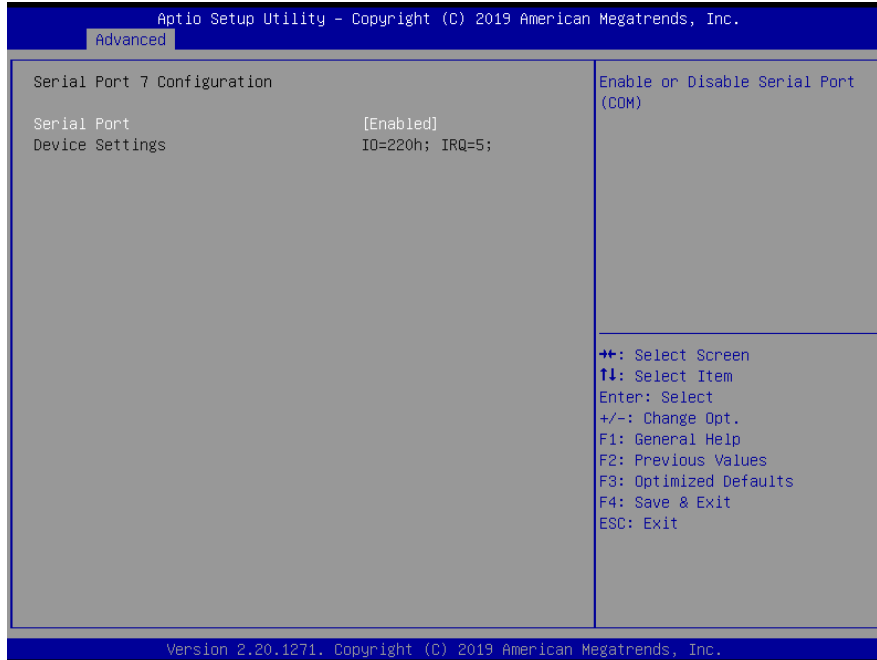 Aptio Setup Utility – Copyright (C) 2019 American Megatrends, Inc.
Advanced
Serial Port 7 Configuration
Serial Port [Enabled]
Device Settings IO=220h; IRQ=5;
Enable or Disable Serial Port
(COM)
→←: Select Screen
↑↓: Select Item
Enter: Select
+/-: Change Opt.
F1: General Help
F2: Previous Values
F3: Optimized Defaults
F4: Save & Exit
ESC: Exit
Version 2.20.1271. Copyright (C) 2019 American Megatrends, Inc.